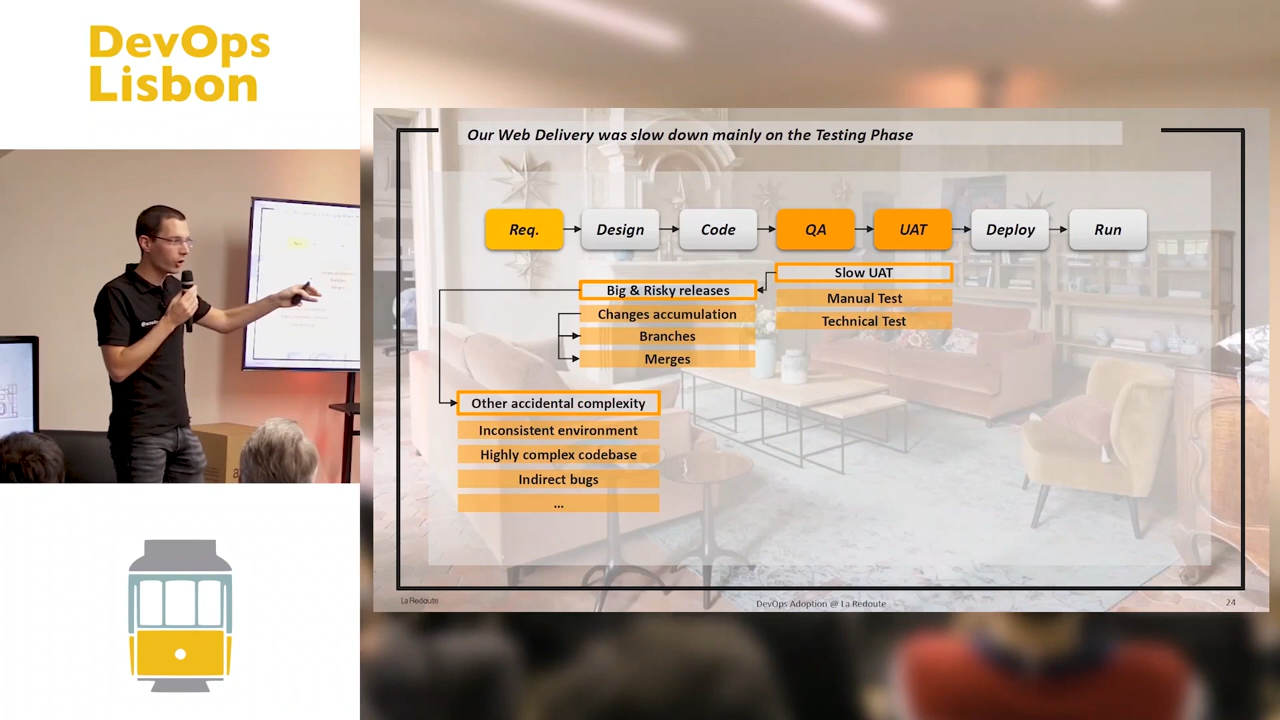 DevOps
Lisbon
Our Web Delivery was slow down mainly on the Testing Phase
Req.
Design
Code
QA
UAT
Deploy
Run
Slow UAT
Manual Test
Technical Test
Big & Risky releases
Changes accumulation
Branches
Merges
Other accidental complexity
Inconsistent environment
Highly complex codebase
Indirect bugs
...
La Redoute
DevOps Adoption @ La Redoute
24